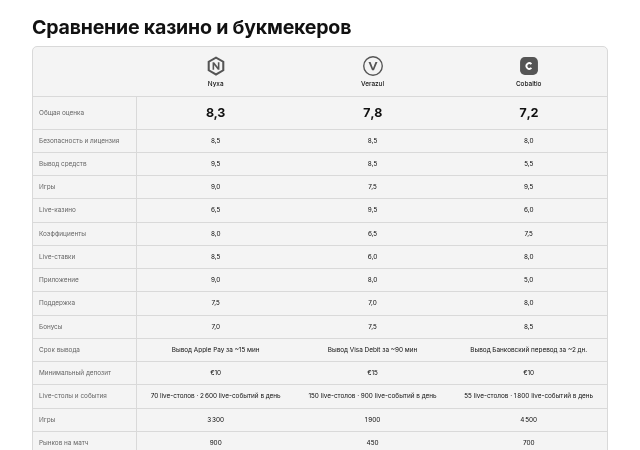 Сравнение казино и букмекеров
N V C
Nyxa Verazul Cobaltio
Общая оценка 8,3 7,8 7,2
Безопасность и лицензия 8,5 8,5 8,0
Вывод средств 9,5 8,5 5,5
Игры 9,0 7,5 9,5
Live-казино 6,5 9,5 6,0
Коэффициенты 8,0 6,5 7,5
Live-ставки 8,5 6,0 8,0
Приложение 9,0 8,0 5,0
Поддержка 7,5 7,0 8,0
Бонусы 7,0 7,5 8,5
Срок вывода Вывод Apple Pay за ~15 мин Вывод Visa Debit за ~90 мин Вывод Банковский перевод за ~2 дн.
Минимальный депозит €10 €15 €10
Live-столы и события 70 live-столов · 2 600 live-событий в день 150 live-столов · 900 live-событий в день 55 live-столов · 1 800 live-событий в день
Игры 3 300 1 900 4 500
Рынков на матч 900 450 700